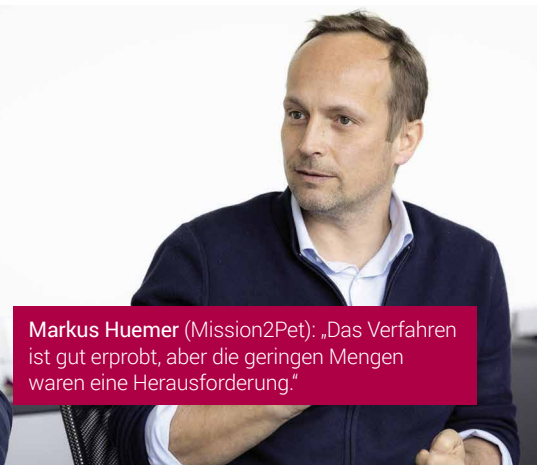 Markus Huemer (Mission2Pet): „Das Verfahren
ist gut erprobt, aber die geringen Mengen
waren eine Herausforderung.“